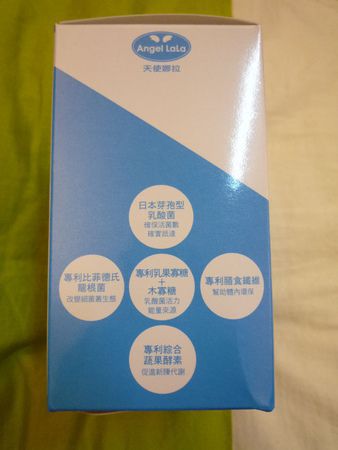 Angel LaLa
天使娜拉
日本芽孢型
乳酸菌
確保活菌數
確實抵達
專利比菲德氏
龍根菌
改變細菌叢生態
專利乳果寡糖
+
木寡糖
乳酸菌活力
能量來源
專利膳食纖維
幫助體內環保
專利綜合
蔬果酵素
促進新陳代謝